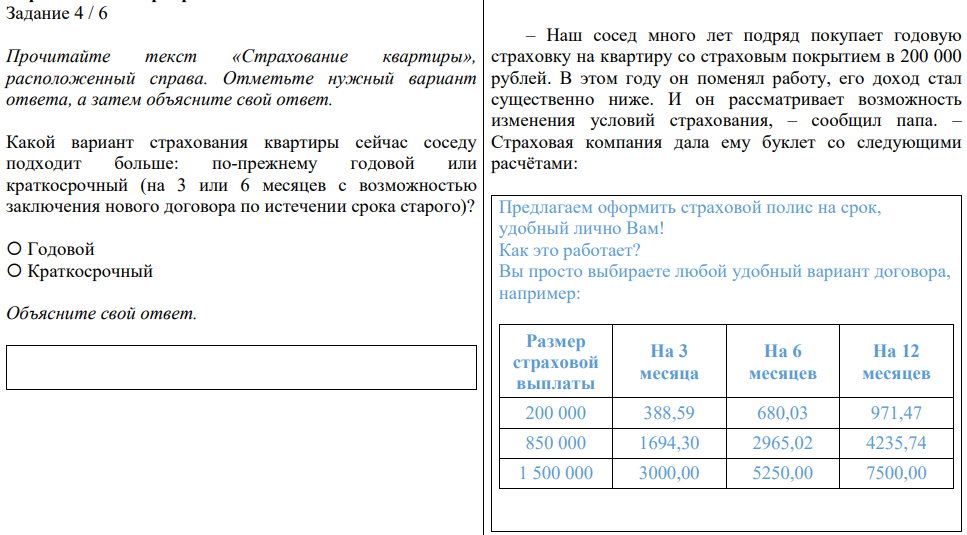 Задание 4 / 6
Прочитайте текст «Страхование квартиры»,
расположенный справа. Отметьте нужный вариант
ответа, а затем объясните свой ответ.
Какой вариант страхования квартиры сейчас соседу
подходит больше: по-прежнему годовой или
краткосрочный (на 3 или 6 месяцев с возможностью
заключения нового договора по истечении срока старого)?
Годовой
Краткосрочный
Объясните свой ответ.
– Наш сосед много лет подряд покупает годовую
страховку на квартиру со страховым покрытием в 200 000
рублей. В этом году он поменял работу, его доход стал
существенно ниже. И он рассматривает возможность
изменения условий страхования, – сообщил папа. –
Страховая компания дала ему буклет со следующими
расчётами:
Предлагаем оформить страховой полис на срок,
удобный лично Вам!
Как это работает?
Вы просто выбираете любой удобный вариант договора,
например:
Размер страховой выплаты На 3 месяца На 6 месяцев На 12 месяцев
200 000 388,59 680,03 971,47
850 000 1694,30 2965,02 4235,74
1 500 000 3000,00 5250,00 7500,00